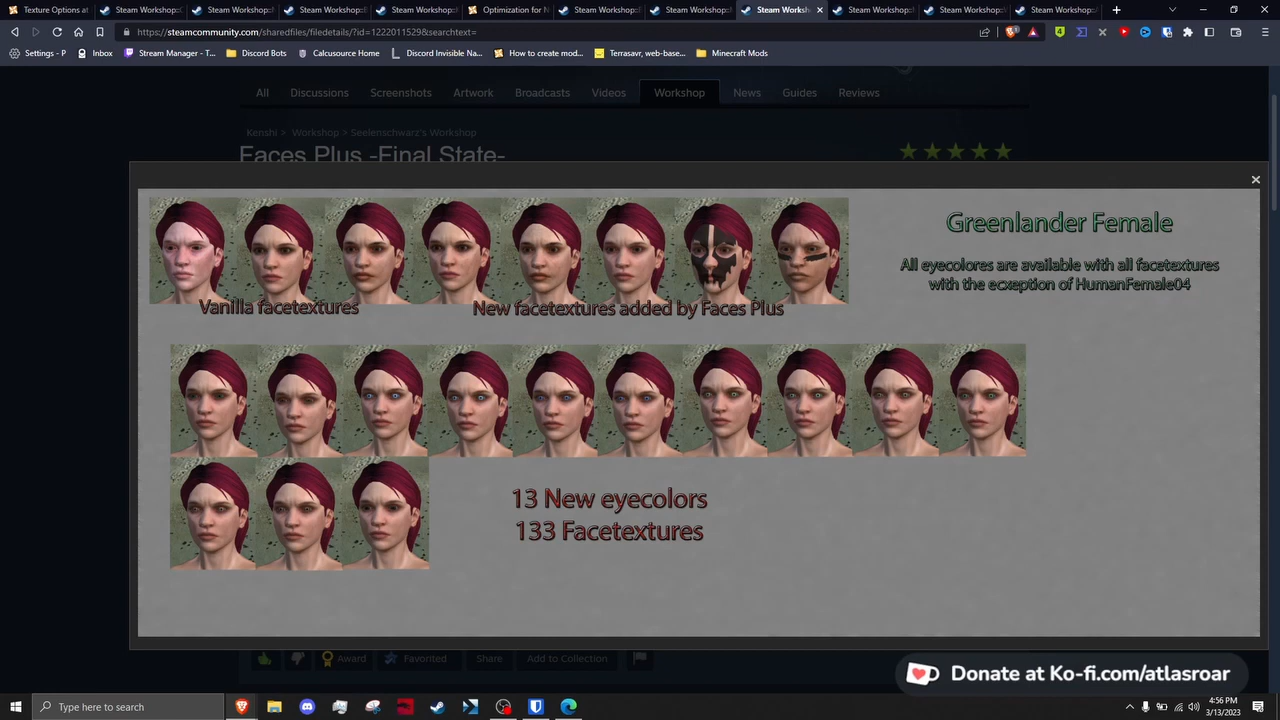 Texture Options at
Steam Workshop:
Steam Workshop:
Steam Workshop:
Steam Workshop:
Optimization for N
Steam Workshop:
Steam Workshop:
Steam Worksh
Steam Workshop:
Steam Workshop:
Steam Workshop:
https://steamcommunity.com/sharedfiles/filedetails/?id=1222011529&searchtext=
Settings - P
Inbox
Stream Manager - T...
Discord Bots
Calcusource Home
Discord Invisible Na...
How to create mod...
Terrasavr, web-base...
Minecraft Mods
All
Discussions
Screenshots
Artwork
Broadcasts
Videos
Workshop
News
Guides
Reviews
Kenshi > Workshop > Seelenschwarz's Workshop
Faces Plus -Final State-
Greenlander Female
All eyecolores are available with all facetextures
with the ecxeption of HumanFemale04
Vanilla facetextures
New facetextures added by Faces Plus
13 New eyecolors
133 Facetextures
Award
Favorited
Share
Add to Collection
Donate at Ko-fi.com/atlasroar
Type here to search
4:56 PM
3/13/2023